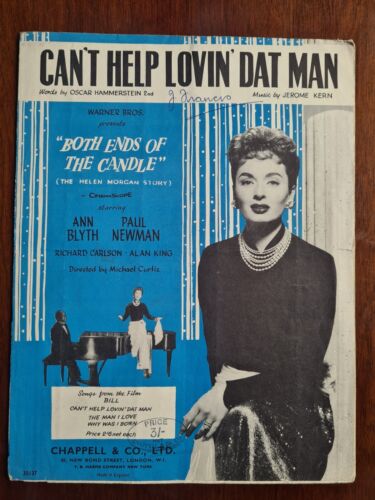 CAN'T HELP LOVIN' DAT MAN
Words by OSCAR HAMMERSTEIN 2nd
Music by JEROME KERN
J. Francis
WARNER BROS.
presents
"BOTH ENDS OF
THE CANDLE"
(THE HELEN MORGAN STORY)
in CINEMASCOPE
starring
ANN PAUL
BLYTH NEWMAN
RICHARD CARLSON · ALAN KING
Directed by Michael Curtiz
Songs from the Film
BILL
CAN'T HELP LOVIN' DAT MAN
THE MAN I LOVE
WHY WAS I BORN
Price 2/6 net each
PRICE
3/-
CHAPPELL & CO., LTD.
50, NEW BOND STREET, LONDON, W.1.
T. B. HARMS COMPANY NEW YORK
Made in England